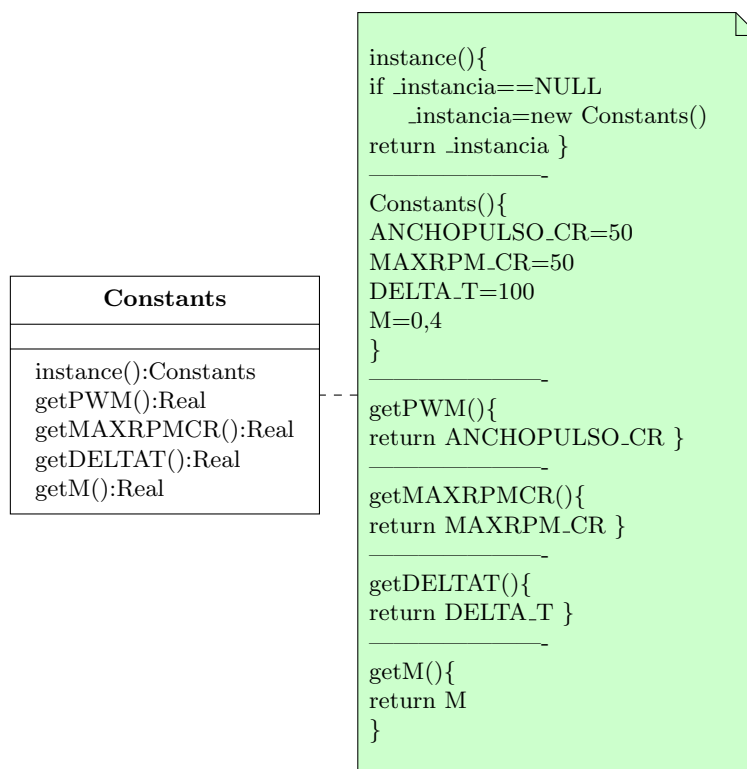 Constants
instance():Constants
getPWM():Real
getMAXRPMCR():Real
getDELTAT():Real
getM():Real
instance(){
if _instancia==NULL
_instancia=new Constants()
return _instancia }
————————-
Constants(){
ANCHOPULSO_CR=50
MAXRPM_CR=50
DELTA_T=100
M=0,4
}
————————-
getPWM(){
return ANCHOPULSO_CR }
————————-
getMAXRPMCR(){
return MAXRPM_CR }
————————-
getDELTAT(){
return DELTA_T }
————————-
getM(){
return M
}